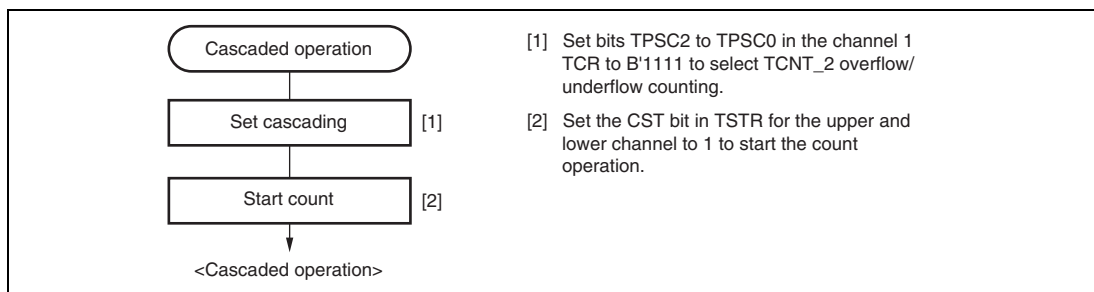 Cascaded operation
Set cascading
[1]
Start count
[2]
<Cascaded operation>
[1] Set bits TPSC2 to TPSC0 in the channel 1
TCR to B'1111 to select TCNT_2 overflow/
underflow counting.
[2] Set the CST bit in TSTR for the upper and
lower channel to 1 to start the count
operation.